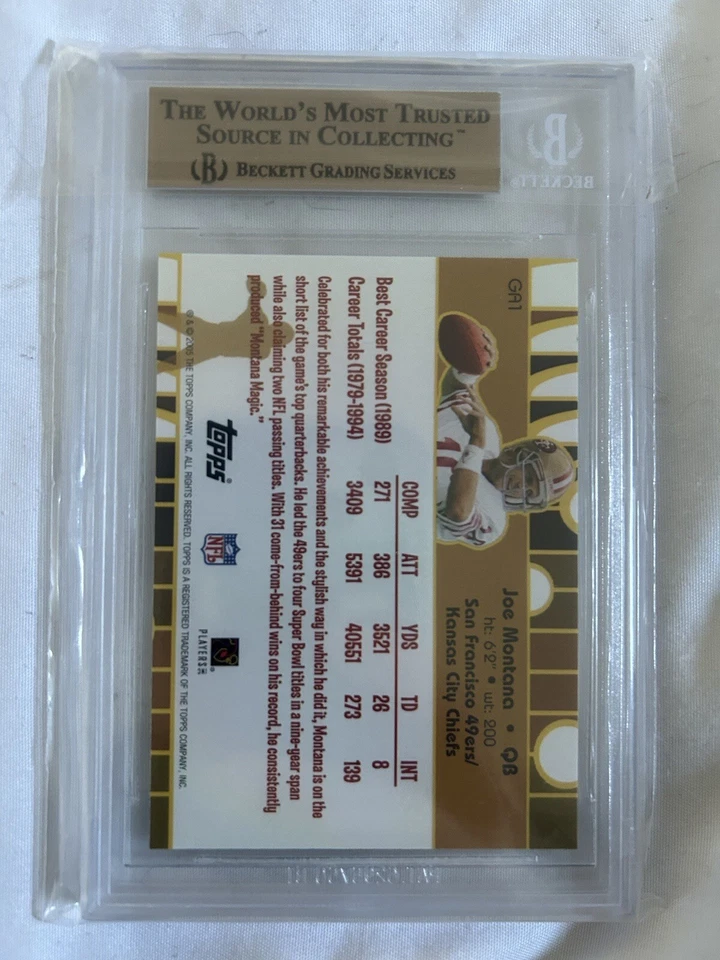 THE WORLD'S MOST TRUSTED
SOURCE IN COLLECTING™
B BECKETT GRADING SERVICES
B
BECKETT
GA1
Joe Montana • QB
ht: 6'2" • wt: 200
San Francisco 49ers/
Kansas City Chiefs
COMP ATT YDS TD INT
Best Career Season (1989) 271 386 3521 26 8
Career Totals (1979-1994) 3409 5391 40551 273 139
Celebrated for both his remarkable achievements and the stylish way in which he did it, Montana is on the
short list of the game's top quarterbacks. He led the 49ers to four Super Bowl titles in a nine-year span
while also claiming two NFL passing titles. With 31 come-from-behind wins on his record, he consistently
produced "Montana Magic."
topps®
NFL
PLAYERS INC
® & © 2005 THE TOPPS COMPANY, INC. ALL RIGHTS RESERVED. TOPPS IS A REGISTERED TRADEMARK OF THE TOPPS COMPANY, INC.